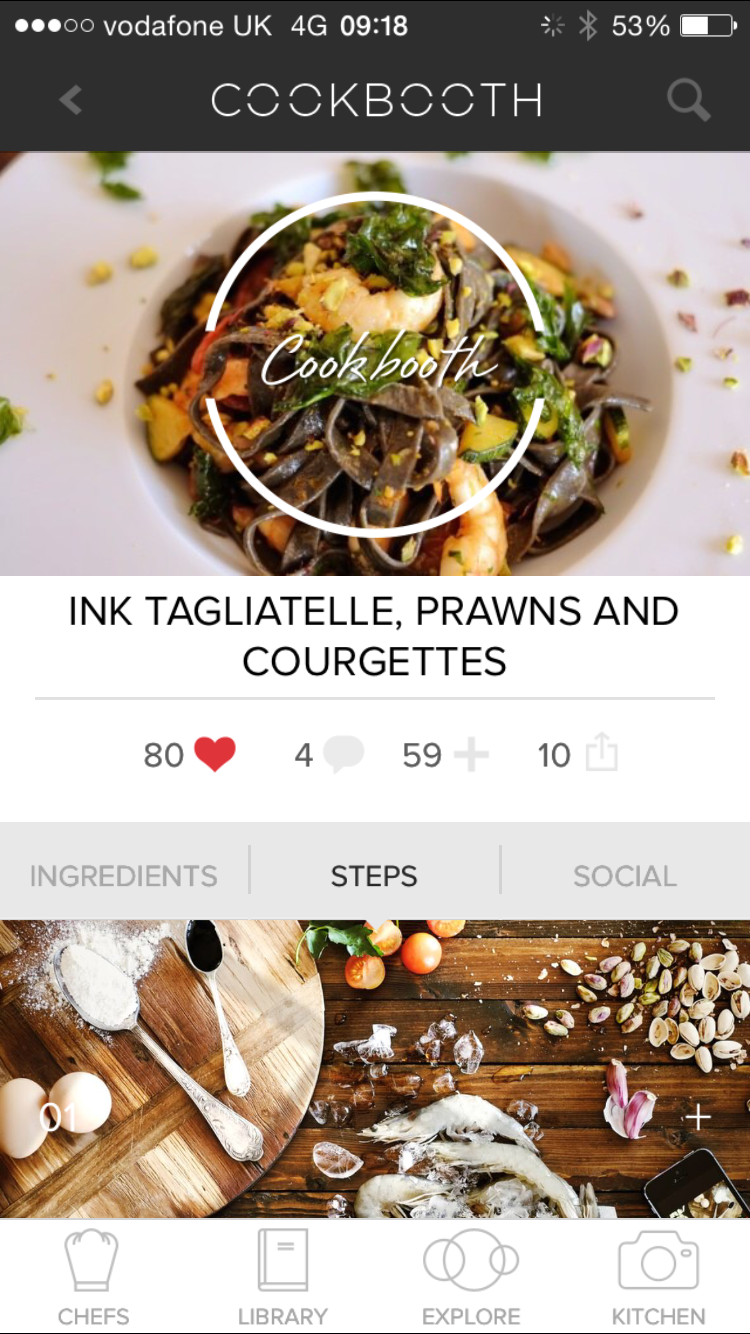 vodafone UK 4G 09:18 53%
COOKBOOTH
Cookbooth
INK TAGLIATELLE, PRAWNS AND
COURGETTES
80 4 59 10
INGREDIENTS STEPS SOCIAL
01 +
CHEFS LIBRARY EXPLORE KITCHEN